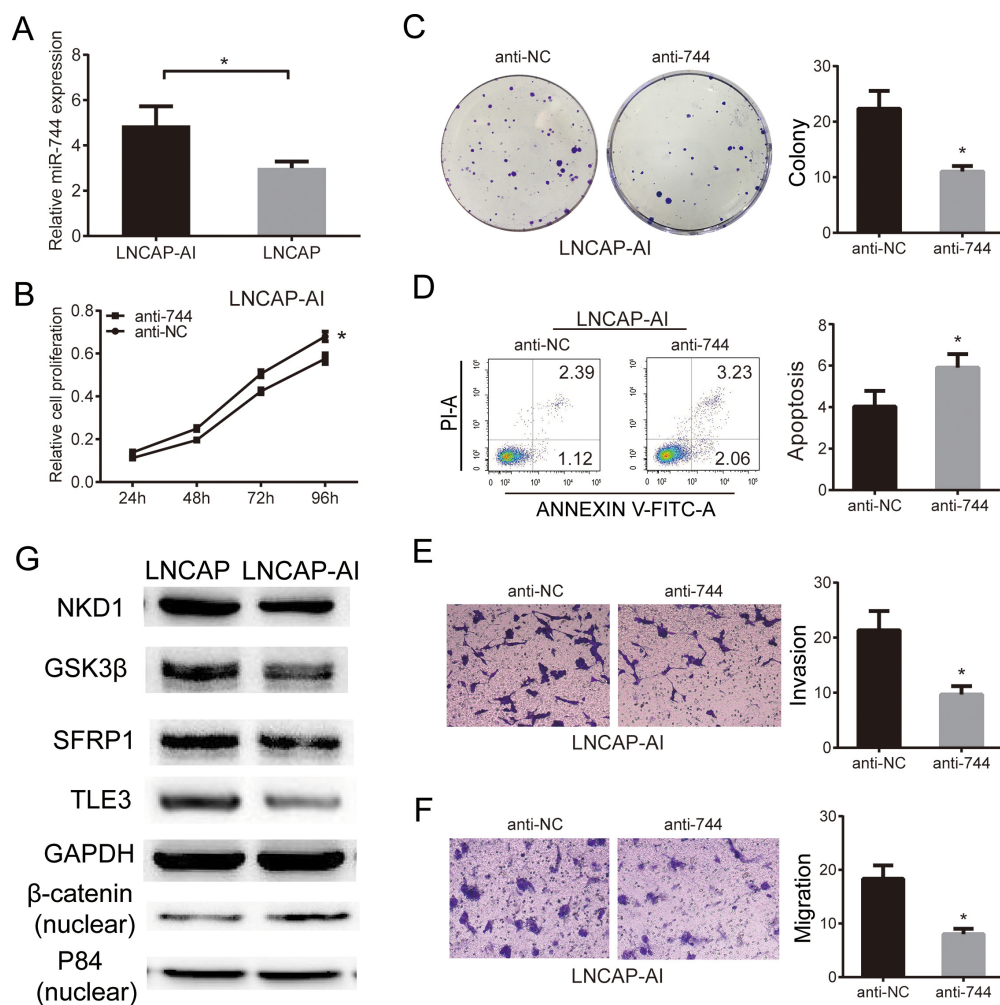 A
Relative miR-744 expression
8
6
4
2
0
*
LNCAP-AI
LNCAP
B
LNCAP-AI
Relative cell proliferation
0.8
0.6
0.4
0.2
0.0
anti-744
anti-NC
*
24h
48h
72h
96h
C
anti-NC
anti-744
LNCAP-AI
Colony
30
20
10
0
*
anti-NC
anti-744
D
LNCAP-AI
anti-NC
anti-744
PI-A
2.39
1.12
3.23
2.06
ANNEXIN V-FITC-A
Apoptosis
8
6
4
2
0
*
anti-NC
anti-744
E
anti-NC
anti-744
LNCAP-AI
Invasion
30
20
10
0
*
anti-NC
anti-744
F
anti-NC
anti-744
LNCAP-AI
Migration
30
20
10
0
*
anti-NC
anti-744
G
LNCAP LNCAP-AI
NKD1
GSK3β
SFRP1
TLE3
GAPDH
β-catenin
(nuclear)
P84
(nuclear)